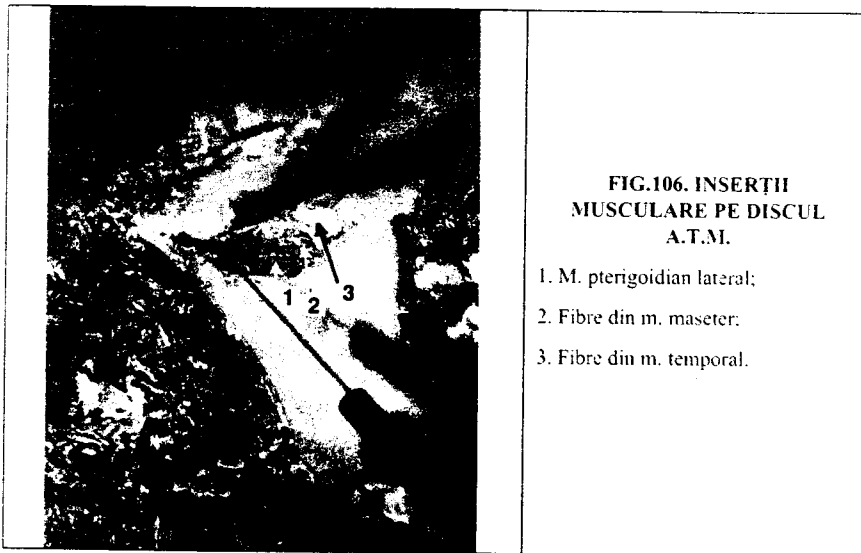 1
2
3
FIG.106. INSERȚII
MUSCULARE PE DISCUL
A.T.M.
1. M. pterigoidian lateral;
2. Fibre din m. maseter;
3. Fibre din m. temporal.